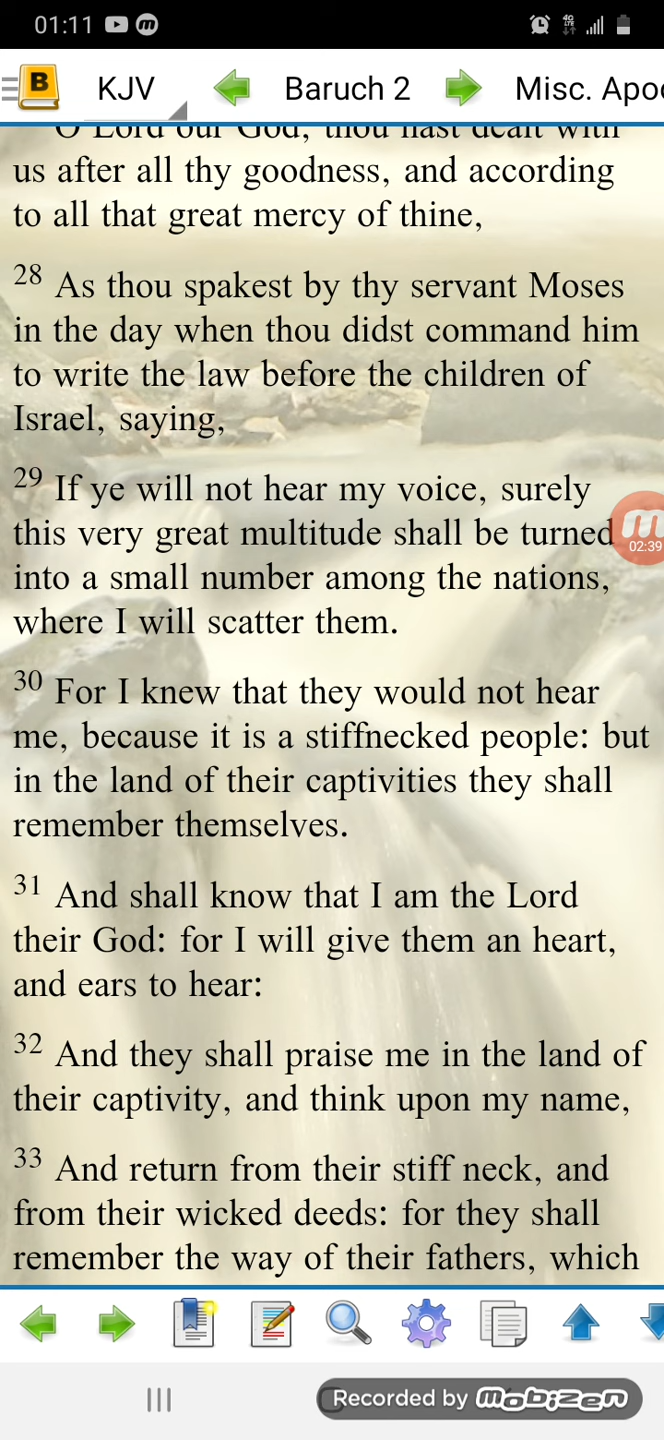 01:11
KJV Baruch 2 Misc. Apo
O Lord our God, thou hast dealt with
us after all thy goodness, and according
to all that great mercy of thine,
28 As thou spakest by thy servant Moses
in the day when thou didst command him
to write the law before the children of
Israel, saying,
29 If ye will not hear my voice, surely
this very great multitude shall be turned
02:39
into a small number among the nations,
where I will scatter them.
30 For I knew that they would not hear
me, because it is a stiffnecked people: but
in the land of their captivities they shall
remember themselves.
31 And shall know that I am the Lord
their God: for I will give them an heart,
and ears to hear:
32 And they shall praise me in the land of
their captivity, and think upon my name,
33 And return from their stiff neck, and
from their wicked deeds: for they shall
remember the way of their fathers, which
Recorded by mobizen